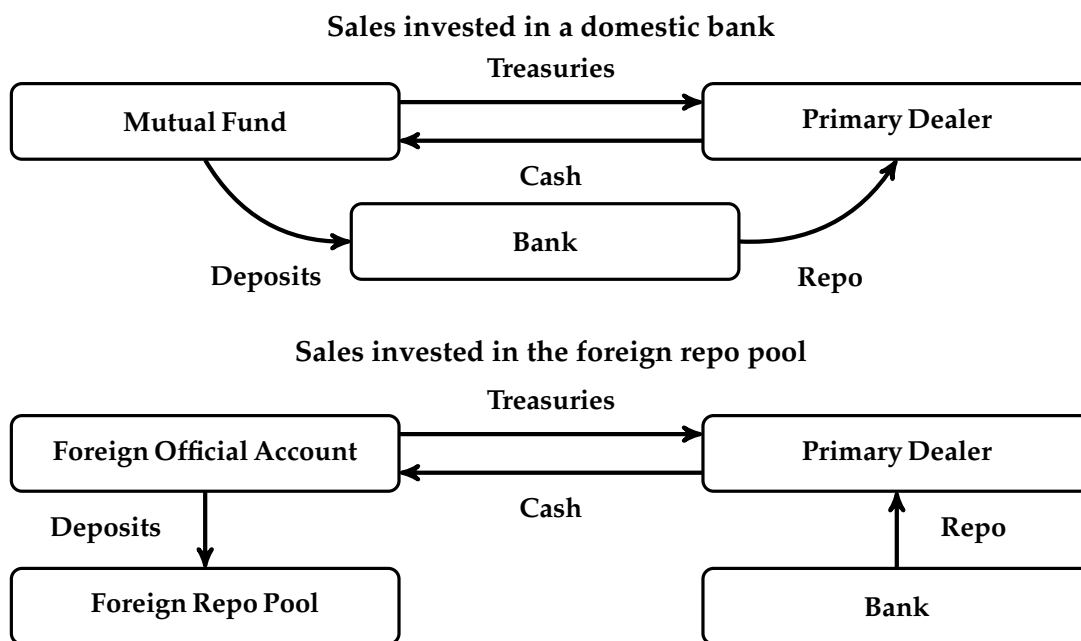 Sales invested in a domestic bank
Treasuries
Mutual Fund
Primary Dealer
Cash
Bank
Deposits
Repo
Sales invested in the foreign repo pool
Treasuries
Foreign Official Account
Primary Dealer
Cash
Deposits
Repo
Foreign Repo Pool
Bank